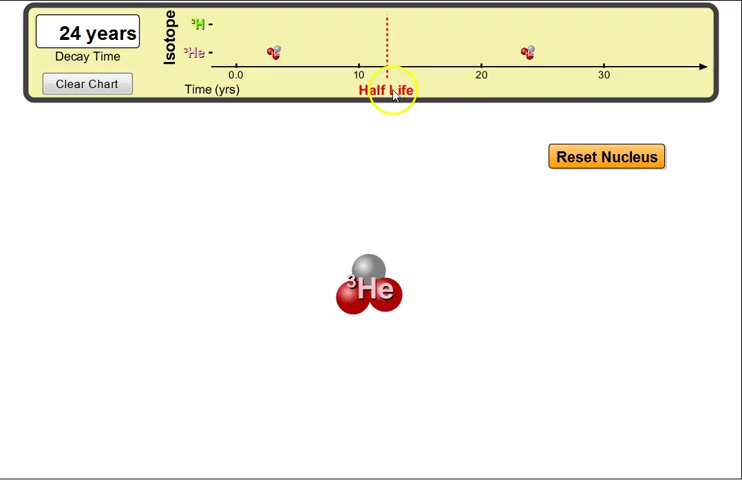 24 years
Decay Time
Clear Chart
Isotope
³H
³He
0.0 10 20 30
Time (yrs)
Half Life
Reset Nucleus
³He